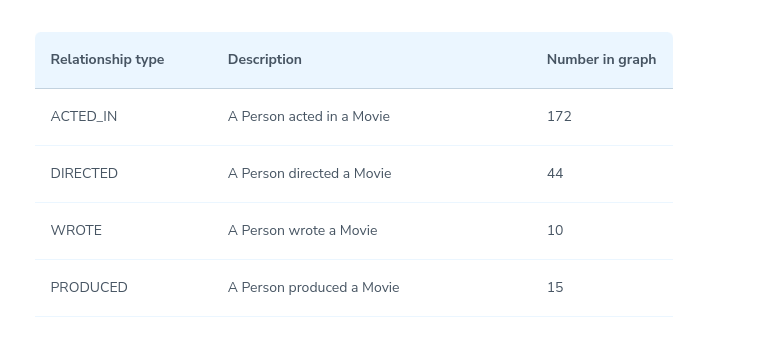 Relationship type Description Number in graph
ACTED_IN A Person acted in a Movie 172
DIRECTED A Person directed a Movie 44
WROTE A Person wrote a Movie 10
PRODUCED A Person produced a Movie 15